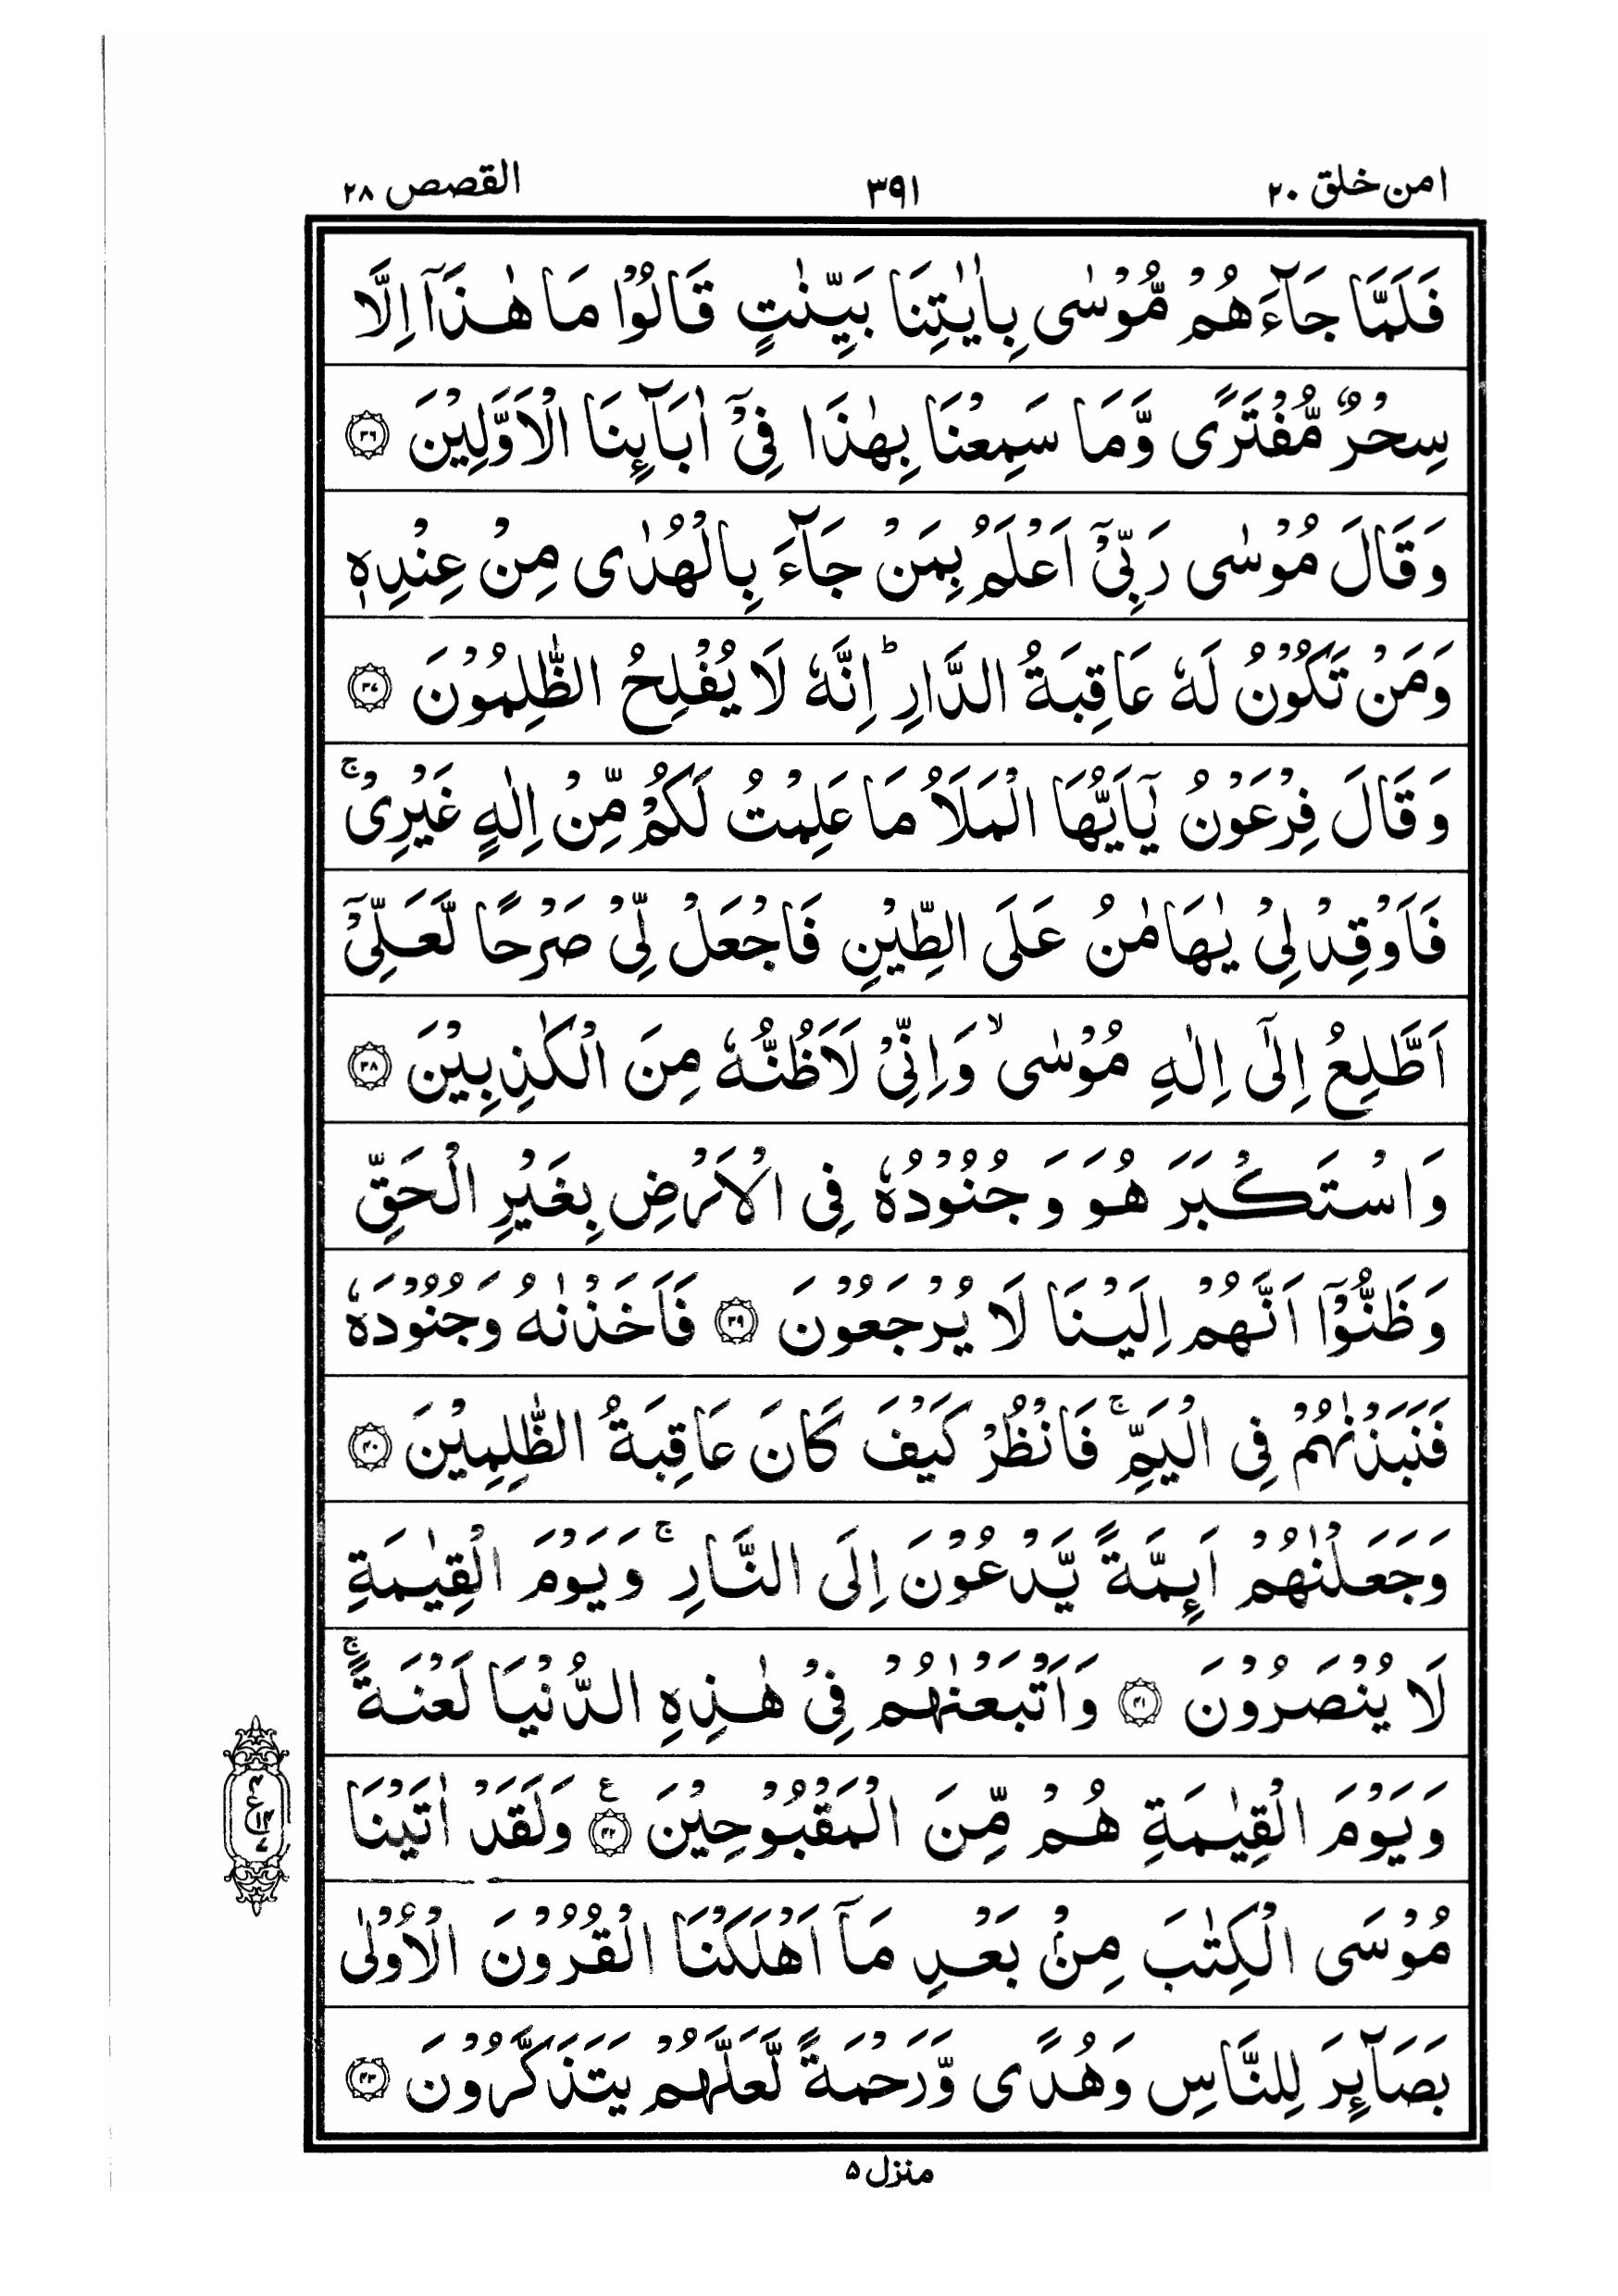 امن خلق ٢٠
٣٩١
القصص ٢٨
فَلَمَّا جَآءَهُمْ مُّوْسٰى بِاٰيٰتِنَا بَيِّنٰتٍ قَالُوْا مَا هٰذَآ اِلَّا
سِحْرٌ مُّفْتَرًى وَّمَا سَمِعْنَا بِهٰذَا فِيْٓ اٰبَآئِنَا الْاَوَّلِيْنَ ﴿٣٦﴾
وَقَالَ مُوْسٰى رَبِّيْٓ اَعْلَمُ بِمَنْ جَآءَ بِالْهُدٰى مِنْ عِنْدِهٖ
وَمَنْ تَكُوْنُ لَهٗ عَاقِبَةُ الدَّارِ ؕ اِنَّهٗ لَا يُفْلِحُ الظّٰلِمُوْنَ ﴿٣٧﴾
وَقَالَ فِرْعَوْنُ يٰٓاَيُّهَا الْمَلَاُ مَا عَلِمْتُ لَكُمْ مِّنْ اِلٰهٍ غَيْرِيْ ۚ
فَاَوْقِدْ لِيْ يٰهَامٰنُ عَلَى الطِّيْنِ فَاجْعَلْ لِّيْ صَرْحًا لَّعَلِّيْٓ
اَطَّلِعُ اِلٰٓى اِلٰهِ مُوْسٰى ۙ وَاِنِّيْ لَاَظُنُّهٗ مِنَ الْكٰذِبِيْنَ ﴿٣٨﴾
وَاسْتَكْبَرَ هُوَ وَجُنُوْدُهٗ فِى الْاَرْضِ بِغَيْرِ الْحَقِّ
وَظَنُّوْٓا اَنَّهُمْ اِلَيْنَا لَا يُرْجَعُوْنَ ﴿٣٩﴾ فَاَخَذْنٰهُ وَجُنُوْدَهٗ
فَنَبَذْنٰهُمْ فِى الْيَمِّ ۚ فَانْظُرْ كَيْفَ كَانَ عَاقِبَةُ الظّٰلِمِيْنَ ﴿٤٠﴾
وَجَعَلْنٰهُمْ اَئِمَّةً يَّدْعُوْنَ اِلَى النَّارِ ۚ وَيَوْمَ الْقِيٰمَةِ
لَا يُنْصَرُوْنَ ﴿٤١﴾ وَاَتْبَعْنٰهُمْ فِيْ هٰذِهِ الدُّنْيَا لَعْنَةً ۚ
وَيَوْمَ الْقِيٰمَةِ هُمْ مِّنَ الْمَقْبُوْحِيْنَ ﴿٤٢﴾ ع وَلَقَدْ اٰتَيْنَا
مُوْسَى الْكِتٰبَ مِنْۢ بَعْدِ مَآ اَهْلَكْنَا الْقُرُوْنَ الْاُوْلٰى
بَصَآئِرَ لِلنَّاسِ وَهُدًى وَّرَحْمَةً لَّعَلَّهُمْ يَتَذَكَّرُوْنَ ﴿٤٣﴾
منزل ٥